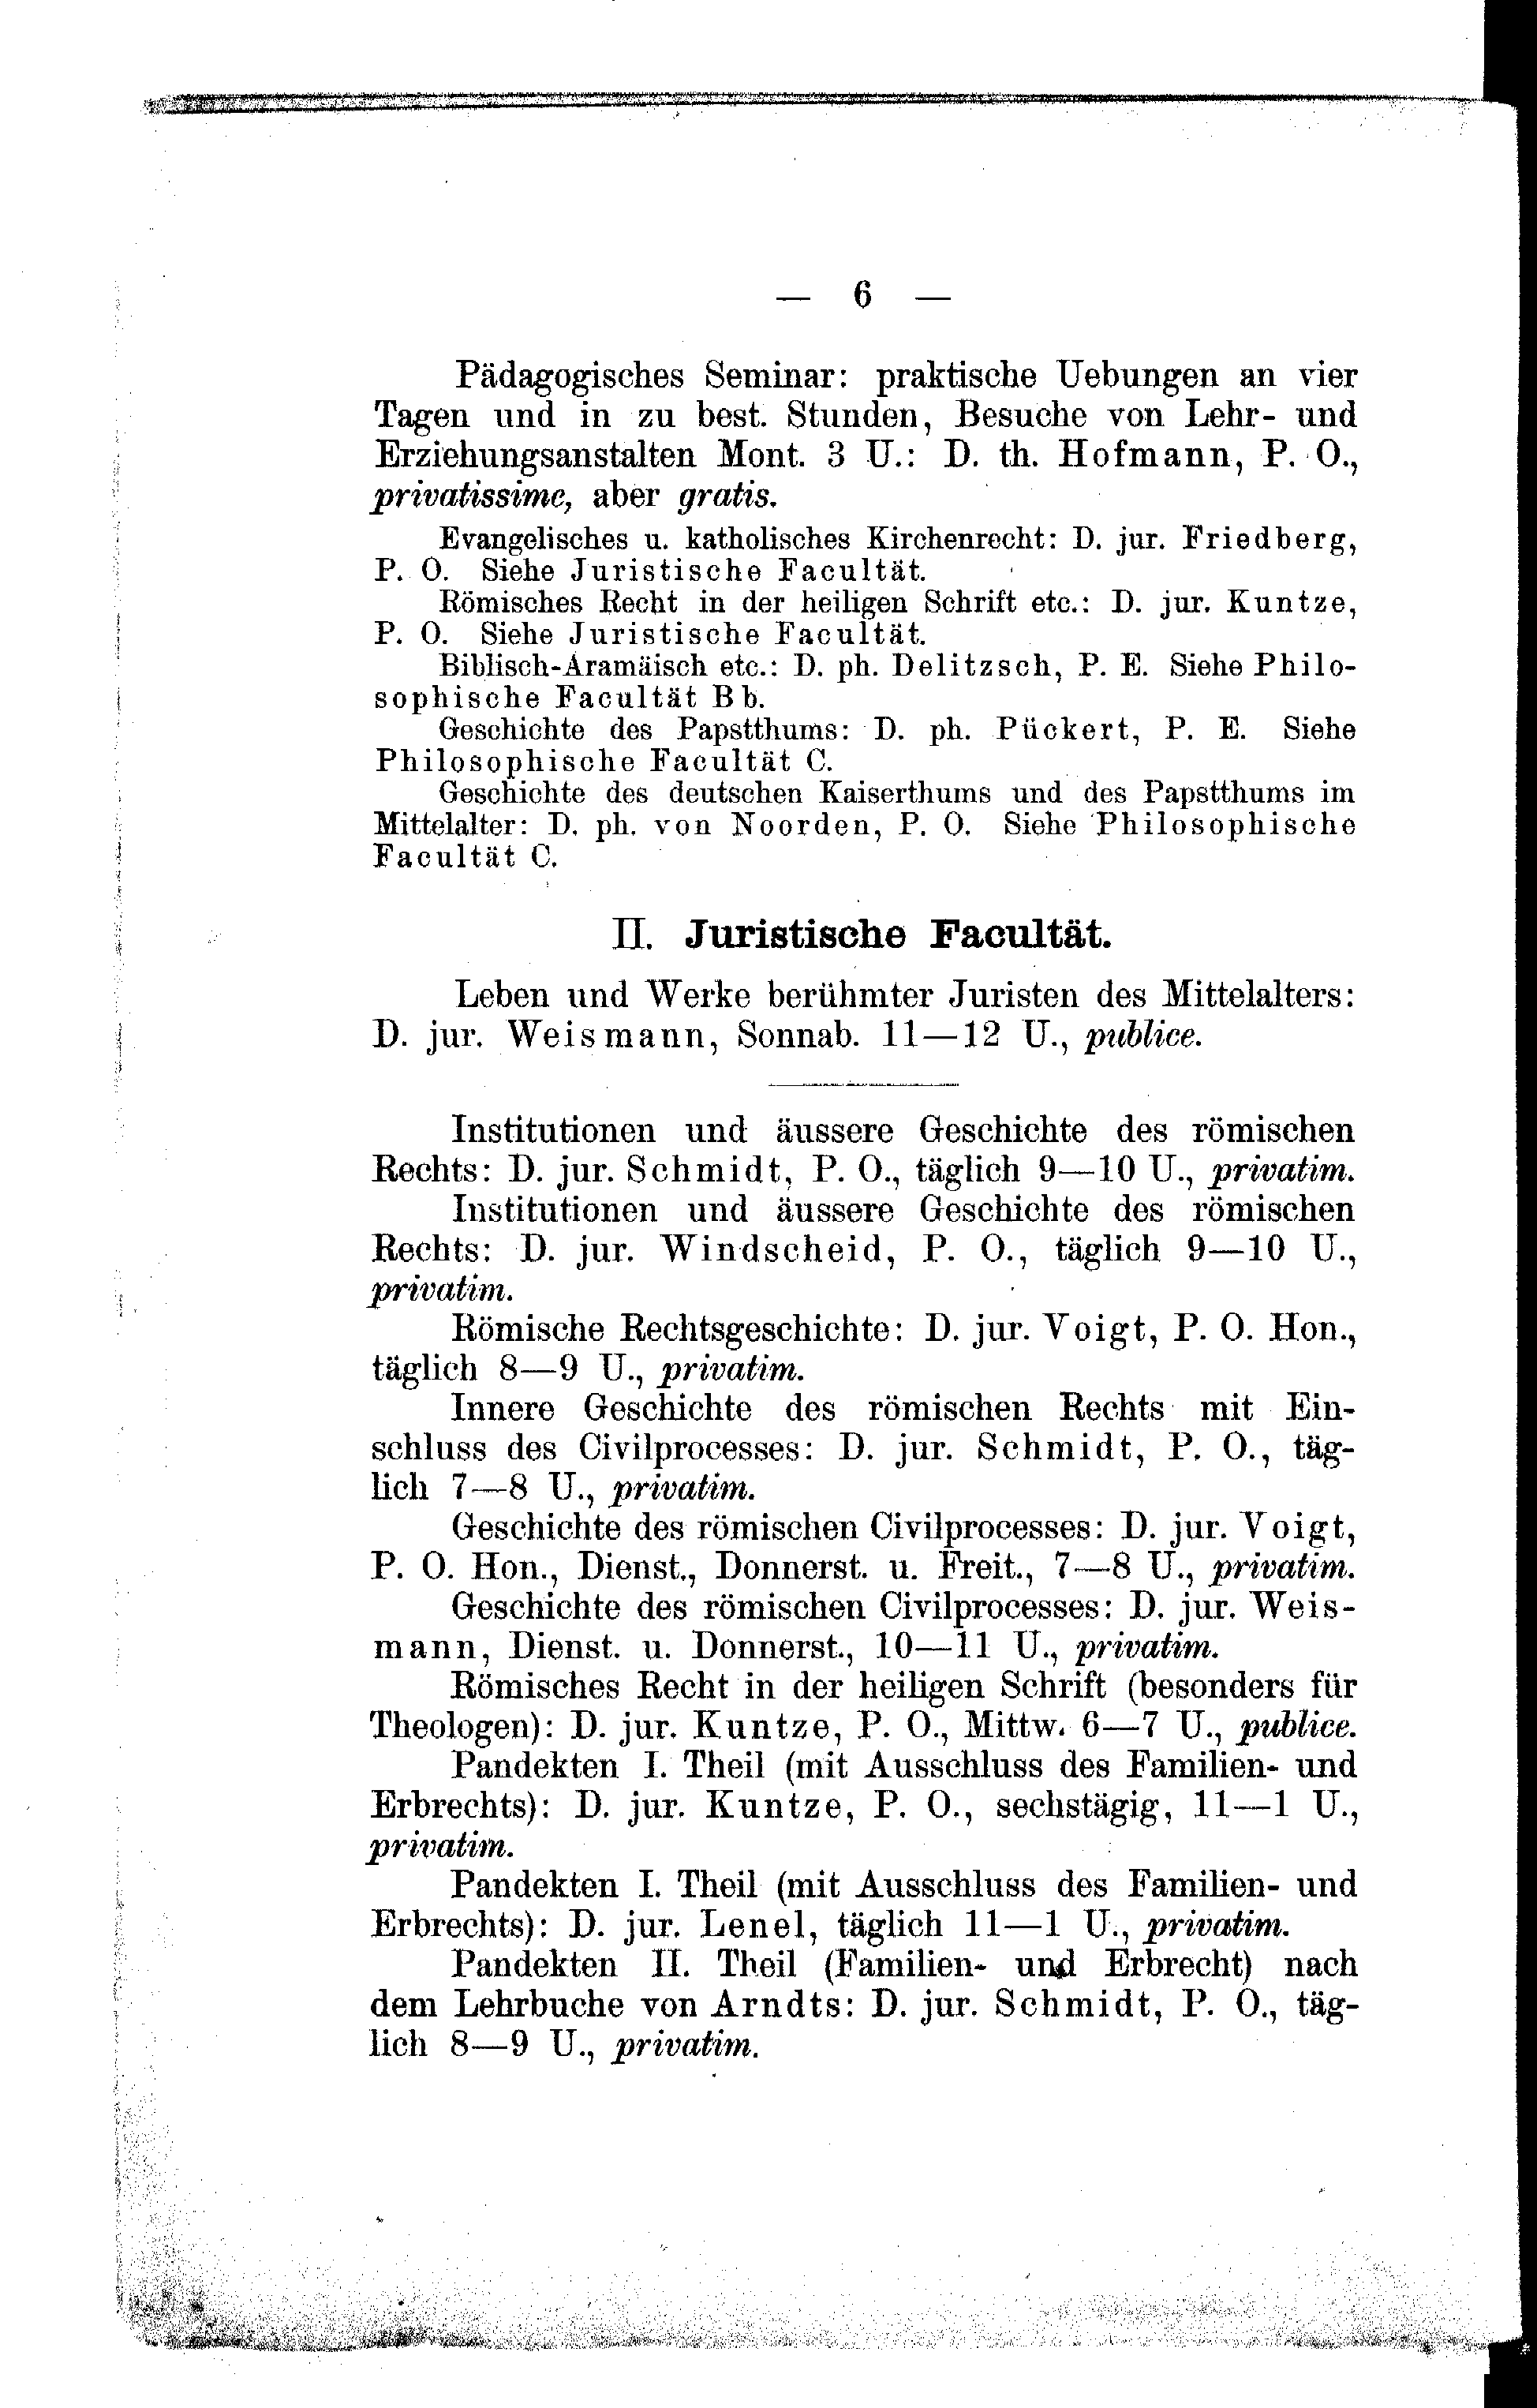 — 6 —
Pädagogisches Seminar: praktische Uebungen an vier
Tagen und in zu best. Stunden, Besuche von Lehr- und
Erziehungsanstalten Mont. 3 U.: D. th. Hofmann, P. O.,
privatissime, aber gratis.
Evangelisches u. katholisches Kirchenrecht: D. jur. Friedberg,
P. O. Siehe Juristische Facultät.
Römisches Recht in der heiligen Schrift etc.: D. jur. Kuntze,
P. O. Siehe Juristische Facultät.
Biblisch-Aramäisch etc.: D. ph. Delitzsch, P. E. Siehe Philo-
sophische Facultät B b.
Geschichte des Papstthums: D. ph. Pückert, P. E. Siehe
Philosophische Facultät C.
Geschichte des deutschen Kaiserthums und des Papstthums im
Mittelalter: D. ph. von Noorden, P. O. Siehe Philosophische
Facultät C.
II. Juristische Facultät.
Leben und Werke berühmter Juristen des Mittelalters:
D. jur. Weismann, Sonnab. 11—12 U., publice.
Institutionen und äussere Geschichte des römischen
Rechts: D. jur. Schmidt, P. O., täglich 9—10 U., privatim.
Institutionen und äussere Geschichte des römischen
Rechts: D. jur. Windscheid, P. O., täglich 9—10 U.,
privatim.
Römische Rechtsgeschichte: D. jur. Voigt, P. O. Hon.,
täglich 8—9 U., privatim.
Innere Geschichte des römischen Rechts mit Ein-
schluss des Civilprocesses: D. jur. Schmidt, P. O., täg-
lich 7—8 U., privatim.
Geschichte des römischen Civilprocesses: D. jur. Voigt,
P. O. Hon., Dienst., Donnerst. u. Freit., 7—8 U., privatim.
Geschichte des römischen Civilprocesses: D. jur. Weis-
mann, Dienst. u. Donnerst., 10—11 U., privatim.
Römisches Recht in der heiligen Schrift (besonders für
Theologen): D. jur. Kuntze, P. O., Mittw. 6—7 U., publice.
Pandekten I. Theil (mit Ausschluss des Familien- und
Erbrechts): D. jur. Kuntze, P. O., sechstägig, 11—1 U.,
privatim.
Pandekten I. Theil (mit Ausschluss des Familien- und
Erbrechts): D. jur. Lenel, täglich 11—1 U., privatim.
Pandekten II. Theil (Familien- und Erbrecht) nach
dem Lehrbuche von Arndts: D. jur. Schmidt, P. O., täg-
lich 8—9 U., privatim.